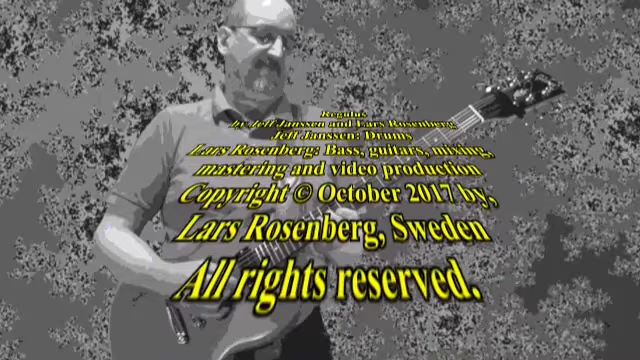 Regulus
by Jeff Janssen and Lars Rosenberg
Jeff Janssen: Drums
Lars Rosenberg: Bass, guitars, mixing,
mastering and video production
Copyright © October 2017 by,
Lars Rosenberg, Sweden
All rights reserved.